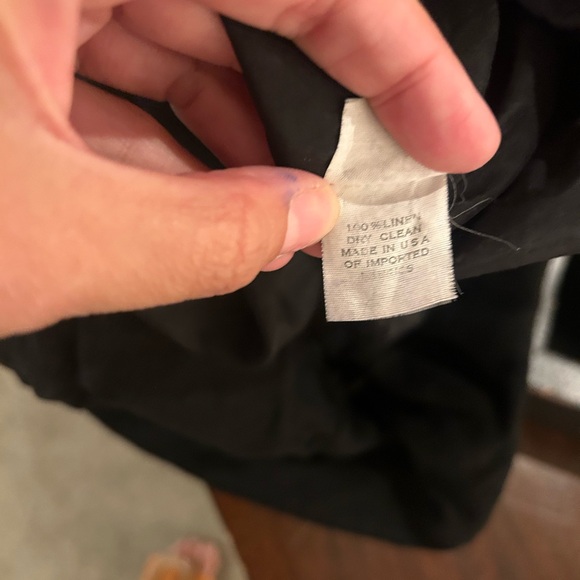 100% LINEN
DRY CLEAN
MADE IN USA
OF IMPORTED